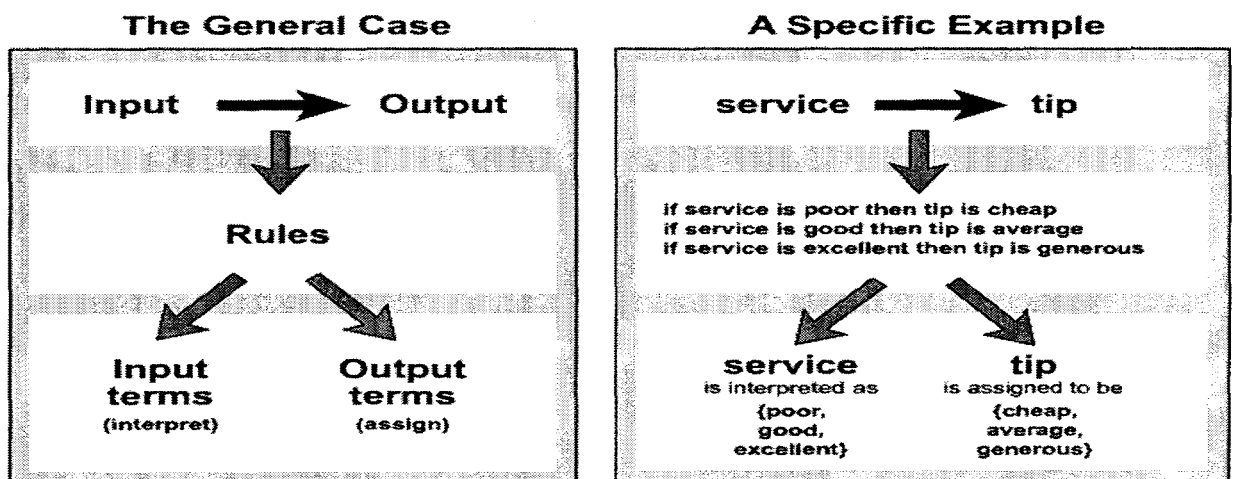 The General Case
Input Output
Rules
Input Output
terms terms
(interpret) (assign)
A Specific Example
service tip
if service is poor then tip is cheap
if service is good then tip is average
if service is excellent then tip is generous
service tip
is interpreted as is assigned to be
{poor, {cheap,
good, average,
excellent} generous}